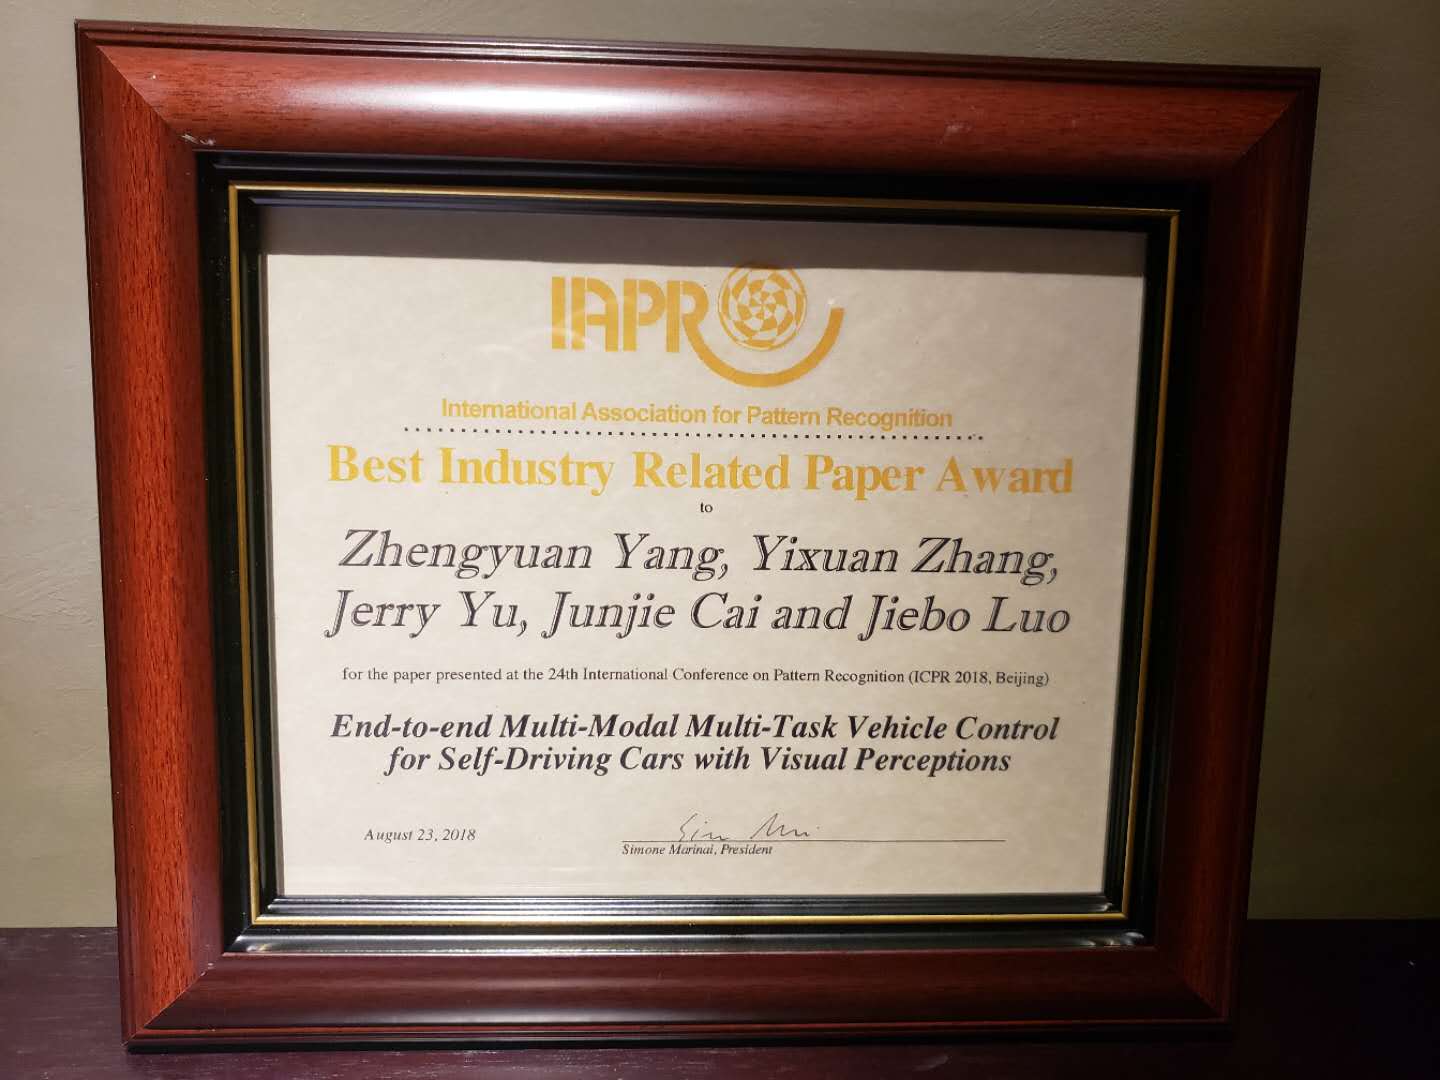 IAPR
International Association for Pattern Recognition
Best Industry Related Paper Award
to
Zhengyuan Yang, Yixuan Zhang,
Jerry Yu, Junjie Cai and Jiebo Luo
for the paper presented at the 24th International Conference on Pattern Recognition (ICPR 2018, Beijing)
End-to-end Multi-Modal Multi-Task Vehicle Control
for Self-Driving Cars with Visual Perceptions
August 23, 2018
Simone Marinai, President